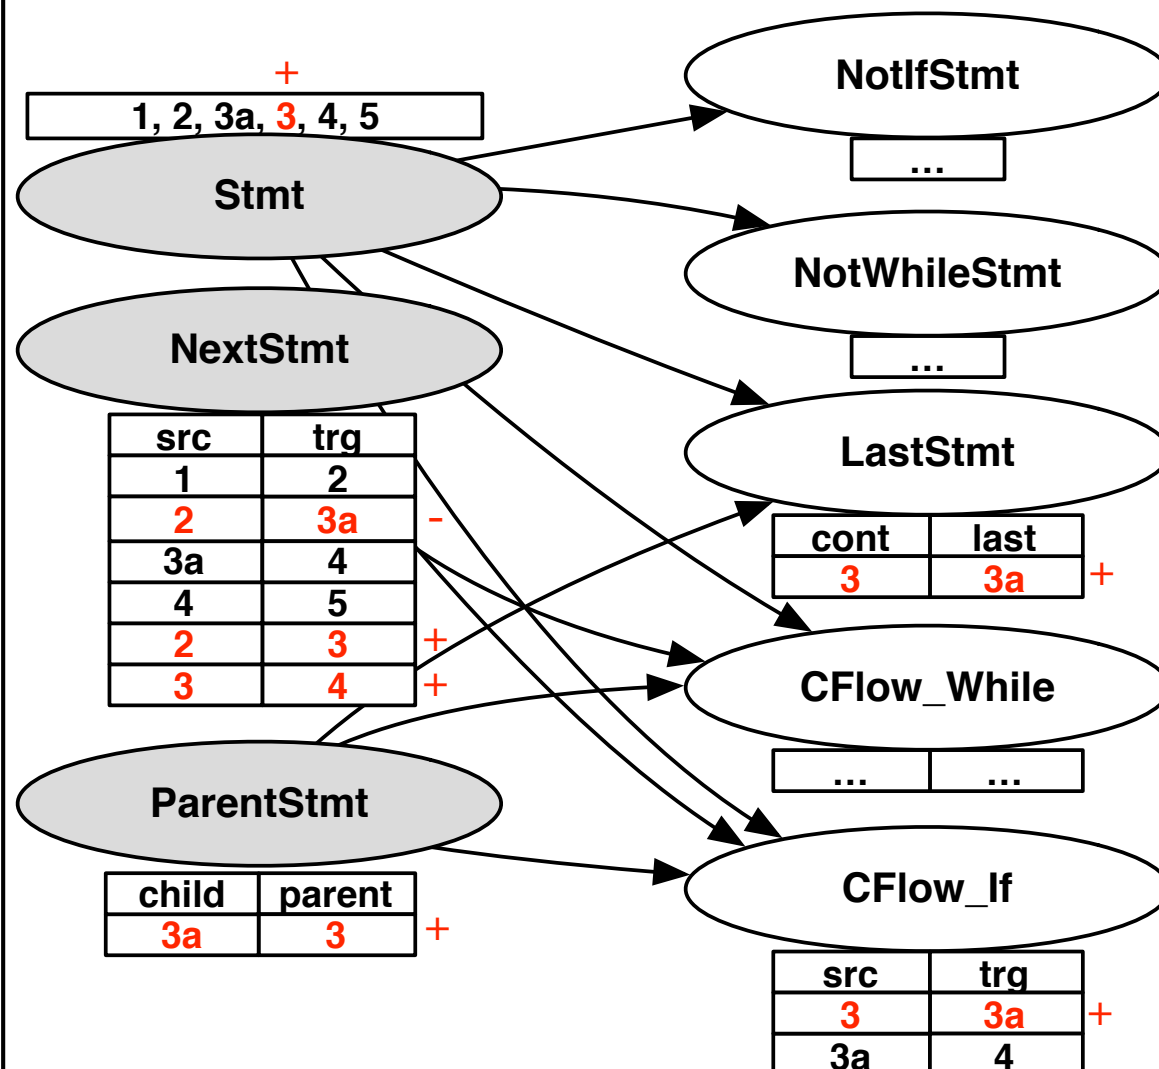 +
1, 2, 3a, 3, 4, 5
Stmt
NextStmt
src trg
1 2
2 3a -
3a 4
4 5
2 3 +
3 4 +
ParentStmt
child parent
3a 3 +
NotIfStmt
...
NotWhileStmt
...
LastStmt
cont last
3 3a +
CFlow_While
... ...
CFlow_If
src trg
3 3a +
3a 4